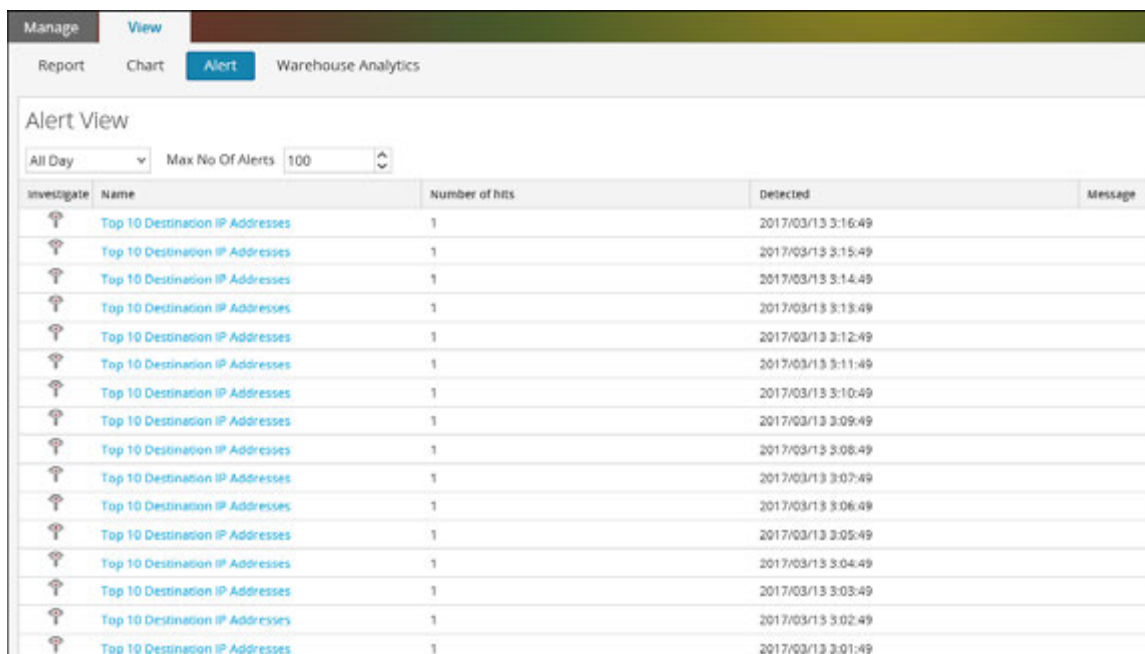 Manage View
Report Chart Alert Warehouse Analytics
Alert View
All Day Max No Of Alerts 100
Investigate Name Number of hits Detected Message
Top 10 Destination IP Addresses 1 2017/03/13 3:16:49
Top 10 Destination IP Addresses 1 2017/03/13 3:15:49
Top 10 Destination IP Addresses 1 2017/03/13 3:14:49
Top 10 Destination IP Addresses 1 2017/03/13 3:13:49
Top 10 Destination IP Addresses 1 2017/03/13 3:12:49
Top 10 Destination IP Addresses 1 2017/03/13 3:11:49
Top 10 Destination IP Addresses 1 2017/03/13 3:10:49
Top 10 Destination IP Addresses 1 2017/03/13 3:09:49
Top 10 Destination IP Addresses 1 2017/03/13 3:08:49
Top 10 Destination IP Addresses 1 2017/03/13 3:07:49
Top 10 Destination IP Addresses 1 2017/03/13 3:06:49
Top 10 Destination IP Addresses 1 2017/03/13 3:05:49
Top 10 Destination IP Addresses 1 2017/03/13 3:04:49
Top 10 Destination IP Addresses 1 2017/03/13 3:03:49
Top 10 Destination IP Addresses 1 2017/03/13 3:02:49
Top 10 Destination IP Addresses 1 2017/03/13 3:01:49